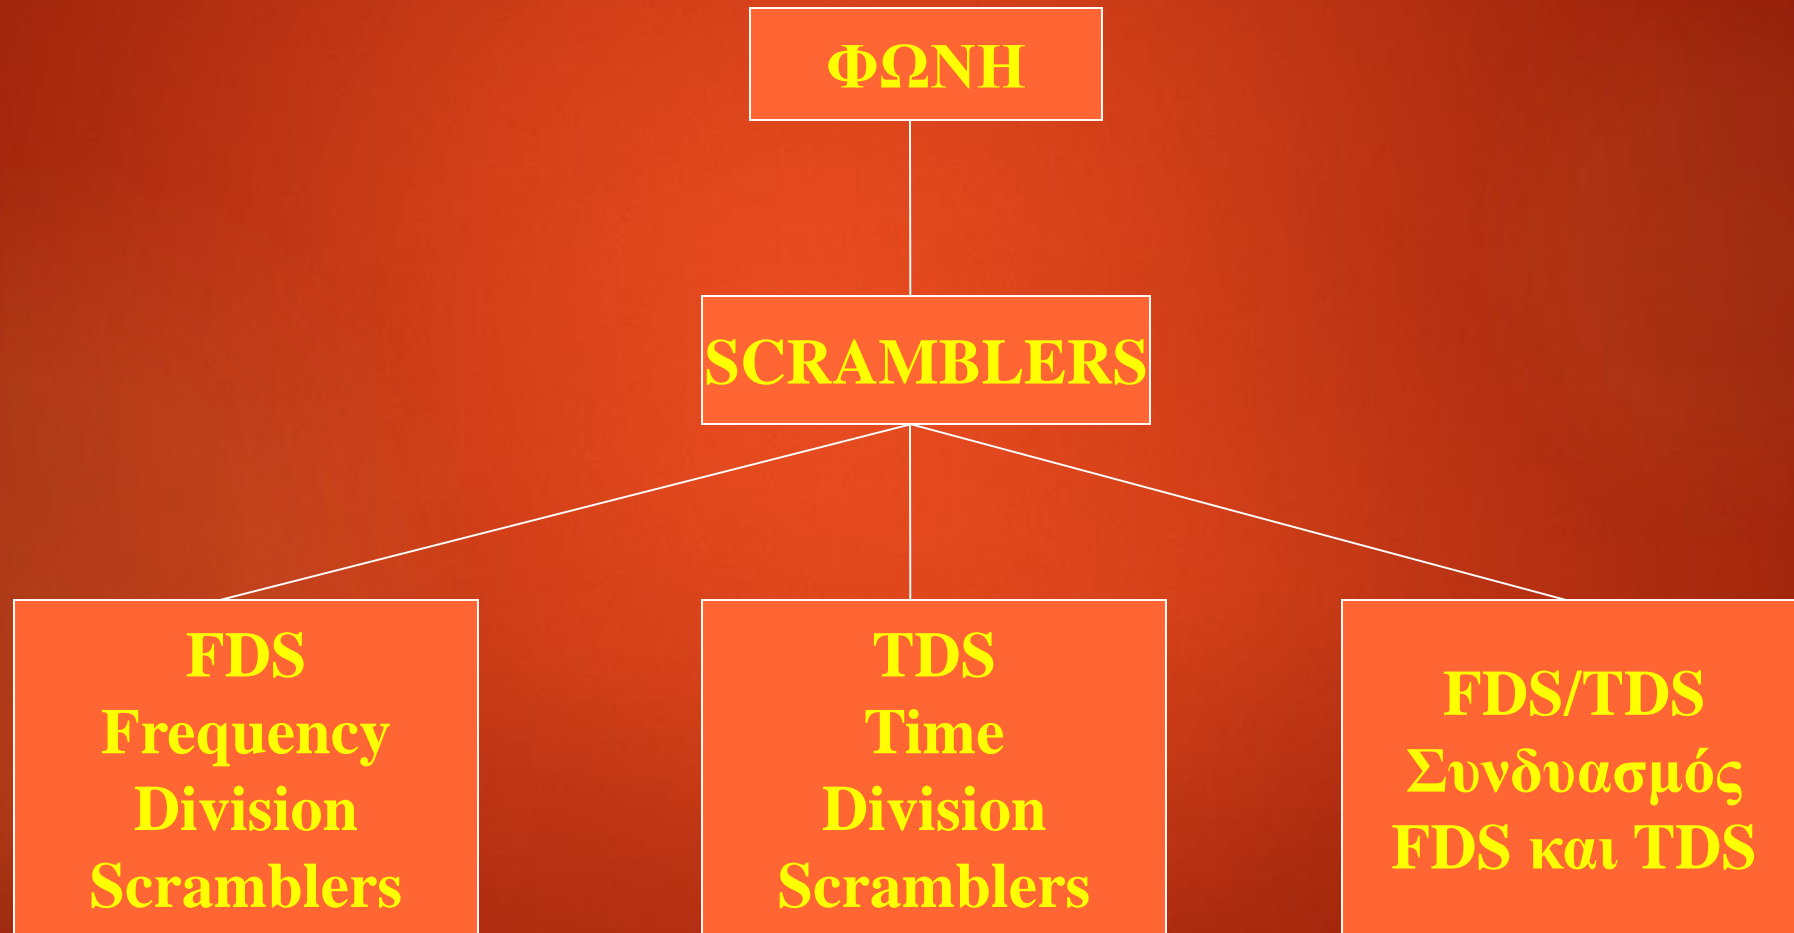 ΦΩΝΗ
SCRAMBLERS
FDS
Frequency
Division
Scramblers
TDS
Time
Division
Scramblers
FDS/TDS
Συνδυασμός
FDS και TDS